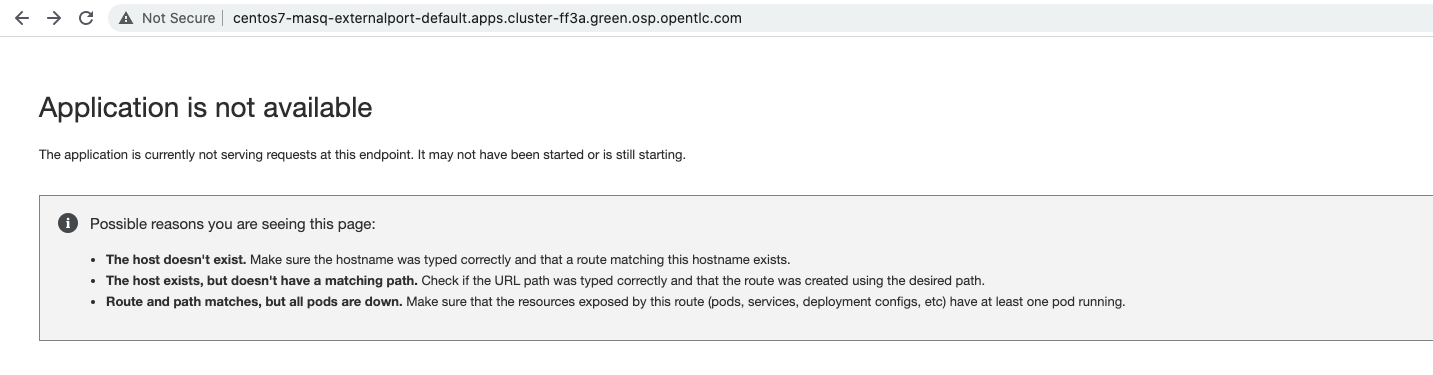 Not Secure centos7-masq-externalport-default.apps.cluster-ff3a.green.osp.opentlc.com
Application is not available
The application is currently not serving requests at this endpoint. It may not have been started or is still starting.
Possible reasons you are seeing this page:
• The host doesn't exist. Make sure the hostname was typed correctly and that a route matching this hostname exists.
• The host exists, but doesn't have a matching path. Check if the URL path was typed correctly and that the route was created using the desired path.
• Route and path matches, but all pods are down. Make sure that the resources exposed by this route (pods, services, deployment configs, etc) have at least one pod running.